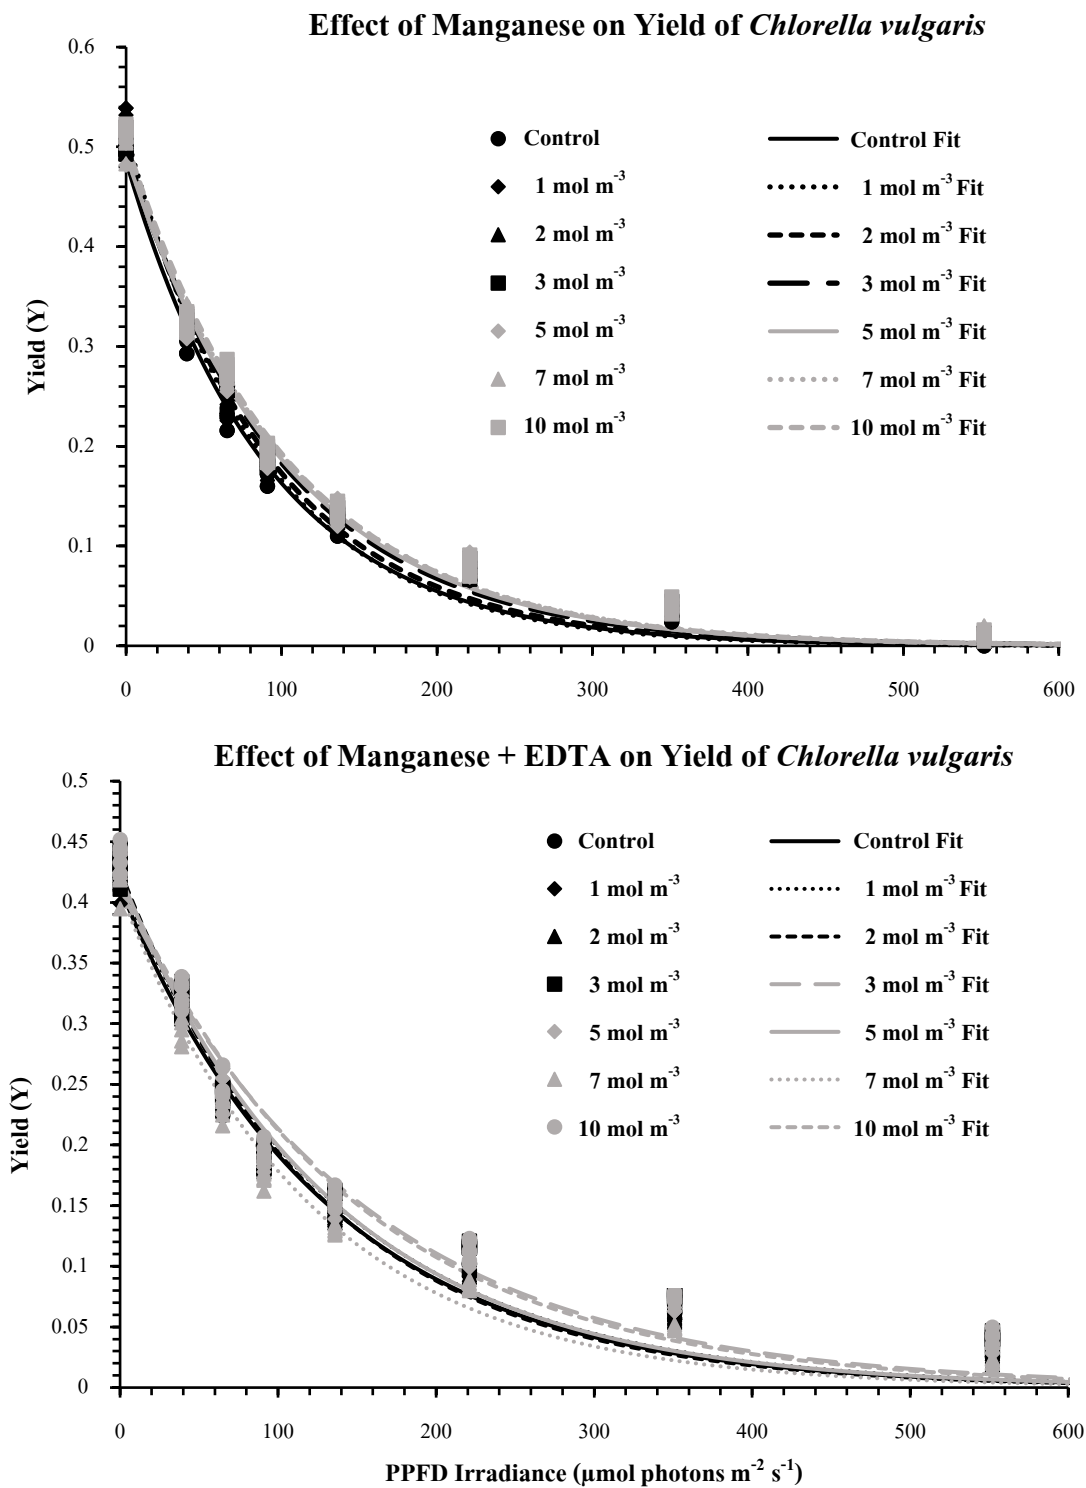 Effect of Manganese on Yield of Chlorella vulgaris
0.6
0.5
0.4
0.3
0.2
0.1
0
Yield (Y)
Control
1 mol m⁻³
2 mol m⁻³
3 mol m⁻³
5 mol m⁻³
7 mol m⁻³
10 mol m⁻³
Control Fit
1 mol m⁻³ Fit
2 mol m⁻³ Fit
3 mol m⁻³ Fit
5 mol m⁻³ Fit
7 mol m⁻³ Fit
10 mol m⁻³ Fit
0 100 200 300 400 500 600
Effect of Manganese + EDTA on Yield of Chlorella vulgaris
0.5
0.45
0.4
0.35
0.3
0.25
0.2
0.15
0.1
0.05
0
Yield (Y)
Control
1 mol m⁻³
2 mol m⁻³
3 mol m⁻³
5 mol m⁻³
7 mol m⁻³
10 mol m⁻³
Control Fit
1 mol m⁻³ Fit
2 mol m⁻³ Fit
3 mol m⁻³ Fit
5 mol m⁻³ Fit
7 mol m⁻³ Fit
10 mol m⁻³ Fit
0 100 200 300 400 500 600
PPFD Irradiance (µmol photons m⁻² s⁻¹)